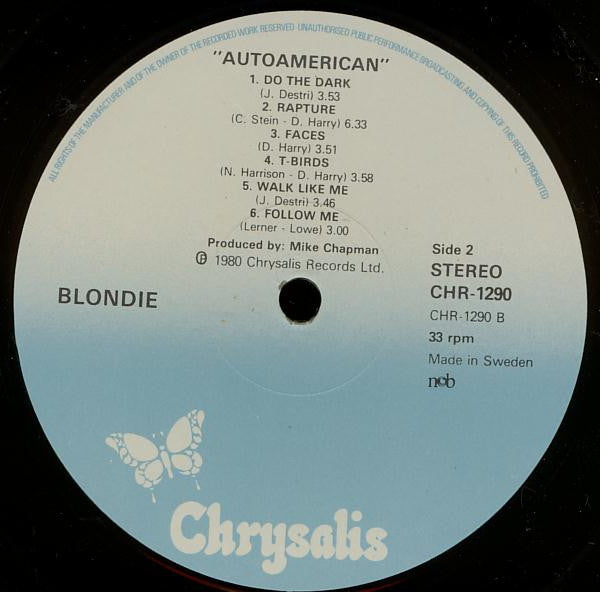 ALL RIGHTS OF THE MANUFACTURER AND OF THE OWNER OF THE RECORDED WORK RESERVED · UNAUTHORISED PUBLIC PERFORMANCE BROADCASTING AND COPYING OF THIS RECORD PROHIBITED
"AUTOAMERICAN"
1. DO THE DARK
(J. Destri) 3.53
2. RAPTURE
(C. Stein - D. Harry) 6.33
3. FACES
(D. Harry) 3.51
4. T-BIRDS
(N. Harrison - D. Harry) 3.58
5. WALK LIKE ME
(J. Destri) 3.46
6. FOLLOW ME
(Lerner - Lowe) 3.00
Produced by: Mike Chapman
Ⓟ 1980 Chrysalis Records Ltd.
BLONDIE
Side 2
STEREO
CHR-1290
CHR-1290 B
33 rpm
Made in Sweden
ncb
Chrysalis